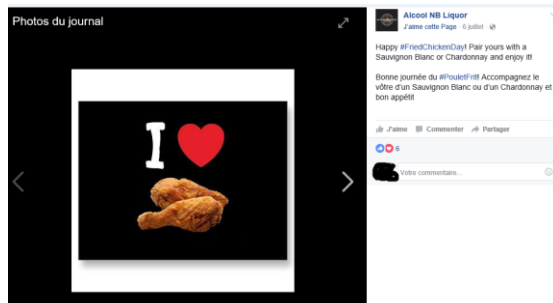 Photos du journal
I
Alcool NB Liquor
J'aime cette Page · 6 juillet ·
Happy #FriedChickenDay! Pair yours with a
Sauvignon Blanc or Chardonnay and enjoy it!
Bonne journée du #PouletFrit! Accompagnez le
vôtre d'un Sauvignon Blanc ou d'un Chardonnay et
bon appétit
J'aime Commenter Partager
6
Votre commentaire...